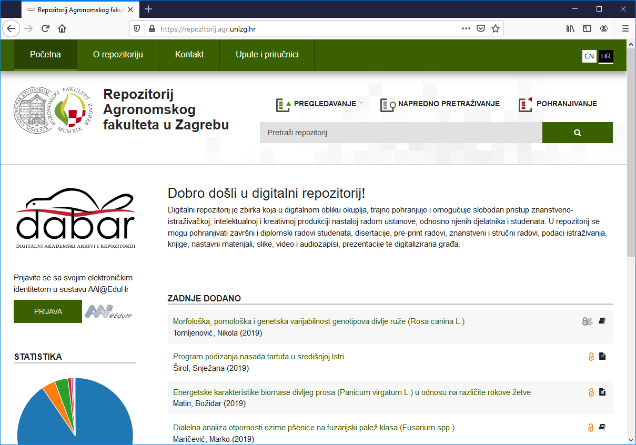 Repozitorij Agronomskog fakul
https://repozitorij.agr.unizg.hr
Početna
O repozitoriju
Kontakt
Upute i priručnici
EN
HR
Repozitorij
Agronomskog
fakulteta u Zagrebu
PREGLEDAVANJE
NAPREDNO PRETRAŽIVANJE
POHRANJIVANJE
Pretraži repozitorij
dabar
DIGITALNI AKADEMSKI ARHIVI I REPOZITORIJI
Dobro došli u digitalni repozitorij!
Digitalni repozitorij je zbirka koja u digitalnom obliku okuplja, trajno pohranjuje i omogućuje slobodan pristup znanstveno-
istraživačkoj, intelektualnoj i kreativnoj produkciji nastaloj radom ustanove, odnosno njenih djelatnika i studenata. U repozitorij se
mogu pohranjivati završni i diplomski radovi studenata, disertacije, pre-print radovi, znanstveni i stručni radovi, podaci istraživanja,
knjige, nastavni materijali, slike, video i audiozapisi, prezentacije te digitalizirana građa.
Prijavite se sa svojim elektroničkim
identitetom u sustavu AAI@EduHr
PRIJAVA
AAI@EduHr
STATISTIKA
ZADNJE DODANO
Morfološka, pomološka i genetska varijabilnost genotipova divlje ruže (Rosa canina L.)
Tomljenović, Nikola (2019)
Program podizanja nasada tartufa u središnjoj Istri
Širol, Snježana (2019)
Energetske karakteristike biomase divljeg prosa (Panicum virgatum L.) u odnosu na različite rokove žetve
Matin, Božidar (2019)
Dialelna analiza otpornosti ozime pšenice na fuzarijski palež klasa (Fusarium spp.)
Maričević, Marko (2019)